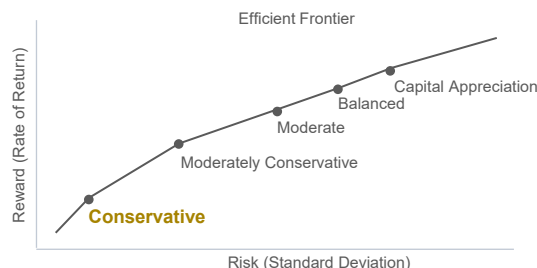 Efficient Frontier
Reward (Rate of Return)
Capital Appreciation
Balanced
Moderate
Moderately Conservative
Conservative
Risk (Standard Deviation)